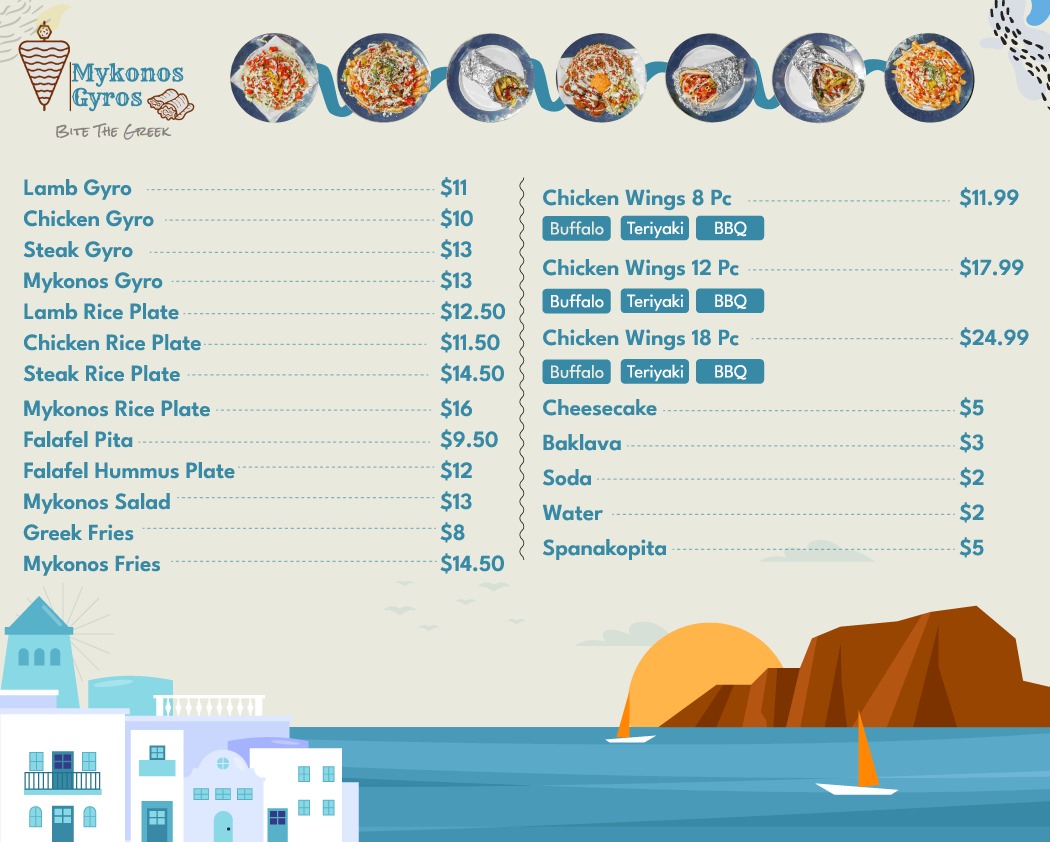 Mykonos
Gyros
Bite The Greek
Lamb Gyro $11
Chicken Gyro $10
Steak Gyro $13
Mykonos Gyro $13
Lamb Rice Plate $12.50
Chicken Rice Plate $11.50
Steak Rice Plate $14.50
Mykonos Rice Plate $16
Falafel Pita $9.50
Falafel Hummus Plate $12
Mykonos Salad $13
Greek Fries $8
Mykonos Fries $14.50
Chicken Wings 8 Pc $11.99
Buffalo Teriyaki BBQ
Chicken Wings 12 Pc $17.99
Buffalo Teriyaki BBQ
Chicken Wings 18 Pc $24.99
Buffalo Teriyaki BBQ
Cheesecake $5
Baklava $3
Soda $2
Water $2
Spanakopita $5